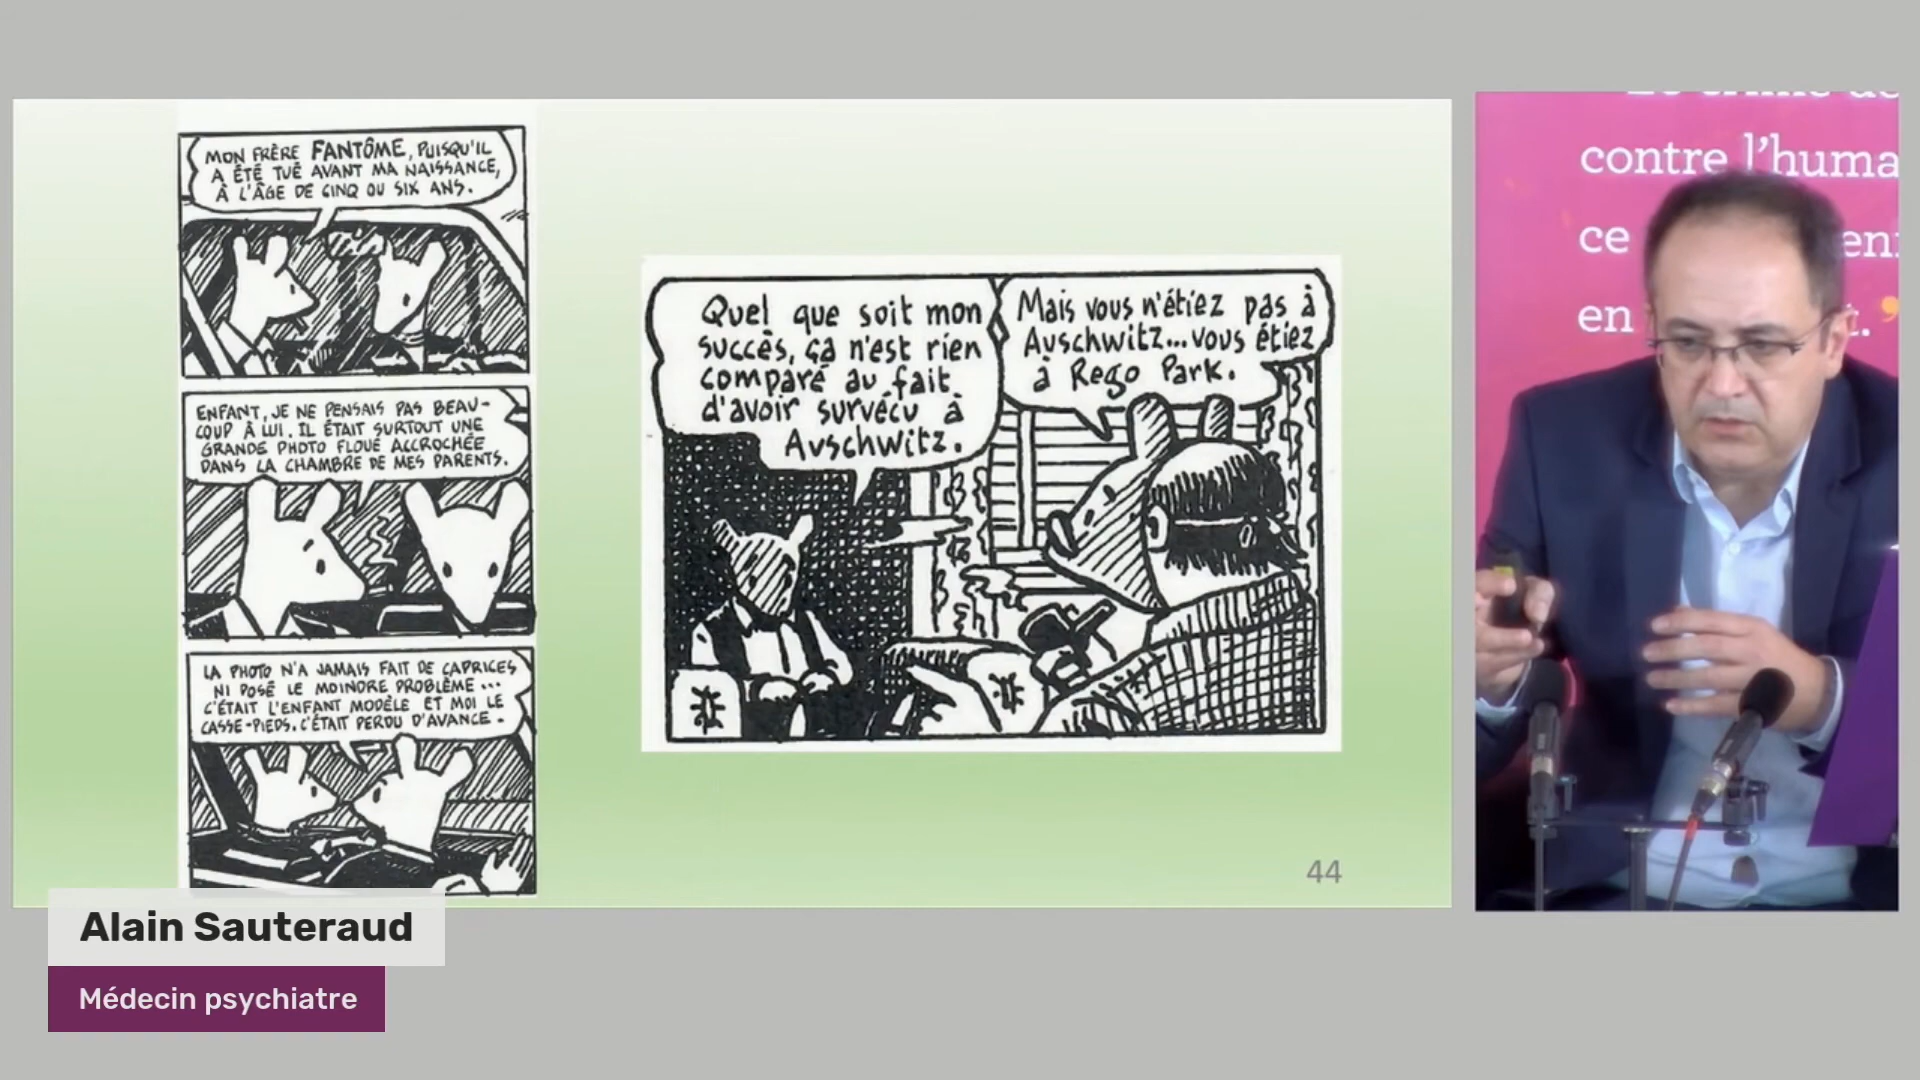 MON FRÈRE FANTÔME, PUISQU'IL
A ÉTÉ TUÉ AVANT MA NAISSANCE,
À L'ÂGE DE CINQ OU SIX ANS.
ENFANT, JE NE PENSAIS PAS BEAU-
COUP À LUI. IL ÉTAIT SURTOUT UNE
GRANDE PHOTO FLOUE ACCROCHÉE
DANS LA CHAMBRE DE MES PARENTS.
LA PHOTO N'A JAMAIS FAIT DE CAPRICES
NI POSÉ LE MOINDRE PROBLÈME...
C'ÉTAIT L'ENFANT MODÈLE ET MOI LE
CASSE-PIEDS. C'ÉTAIT PERDU D'AVANCE.
Quel que soit mon
succès, ça n'est rien
comparé au fait
d'avoir survécu à
Auschwitz.
Mais vous n'étiez pas à
Auschwitz...vous étiez
à Rego Park.
44
contre l'huma
ce
en
Alain Sauteraud
Médecin psychiatre